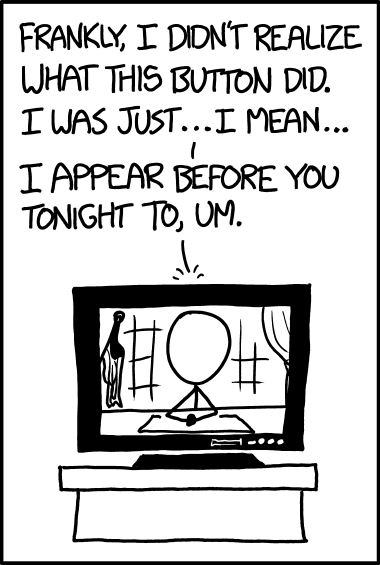 FRANKLY, I DIDN'T REALIZE
WHAT THIS BUTTON DID.
I WAS JUST...I MEAN...
I APPEAR BEFORE YOU
TONIGHT TO, UM.